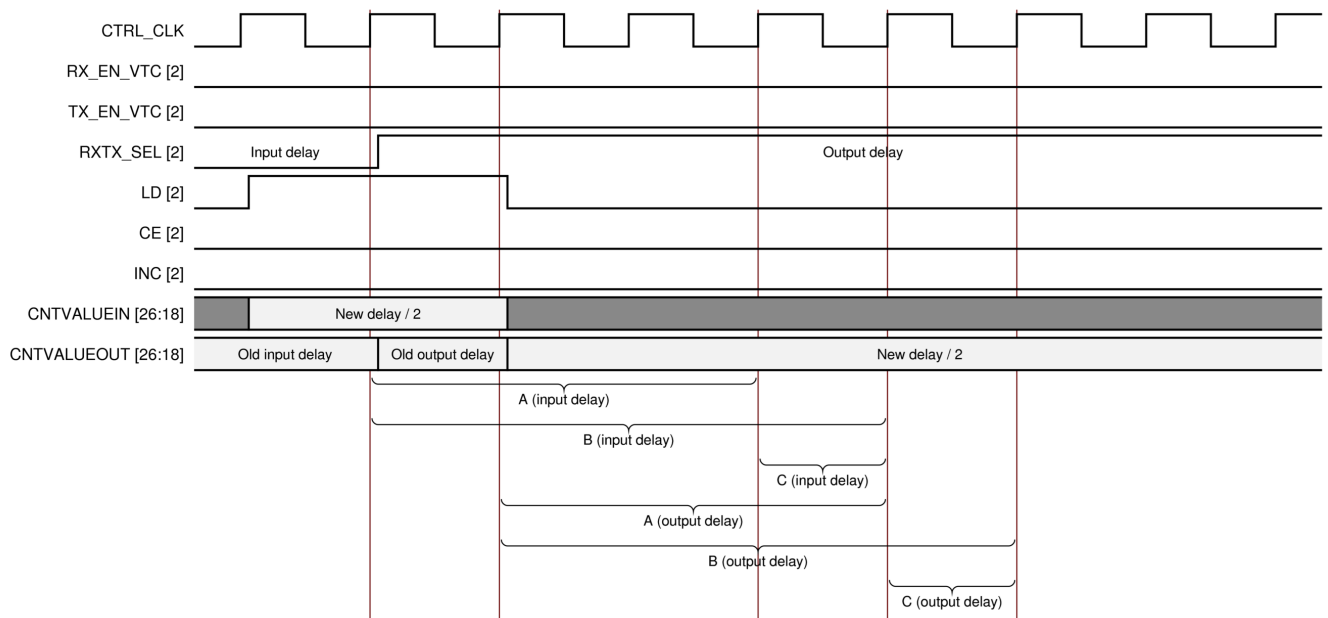 CTRL_CLK
RX_EN_VTC [2]
TX_EN_VTC [2]
RXTX_SEL [2]
Input delay
Output delay
LD [2]
CE [2]
INC [2]
CNTVALUEIN [26:18]
New delay / 2
CNTVALUEOUT [26:18]
Old input delay
Old output delay
New delay / 2
A (input delay)
B (input delay)
C (input delay)
A (output delay)
B (output delay)
C (output delay)